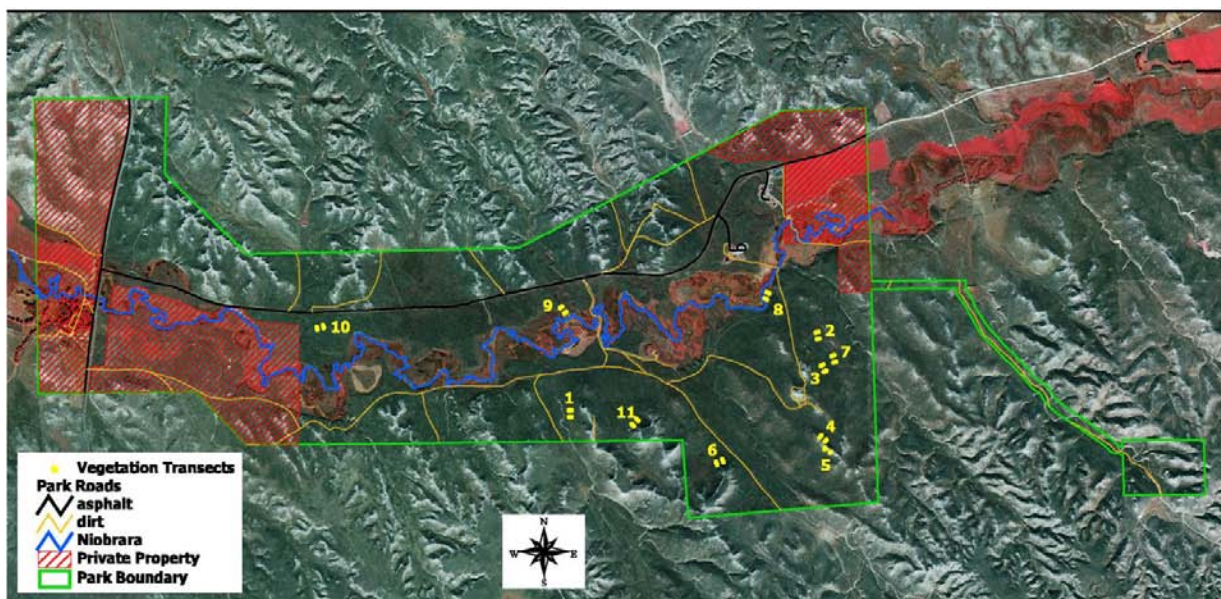 9
10
8
2
7
3
1
11
4
6
5
Vegetation Transects
Park Roads
asphalt
dirt
Niobrara
Private Property
Park Boundary
N
W E
S